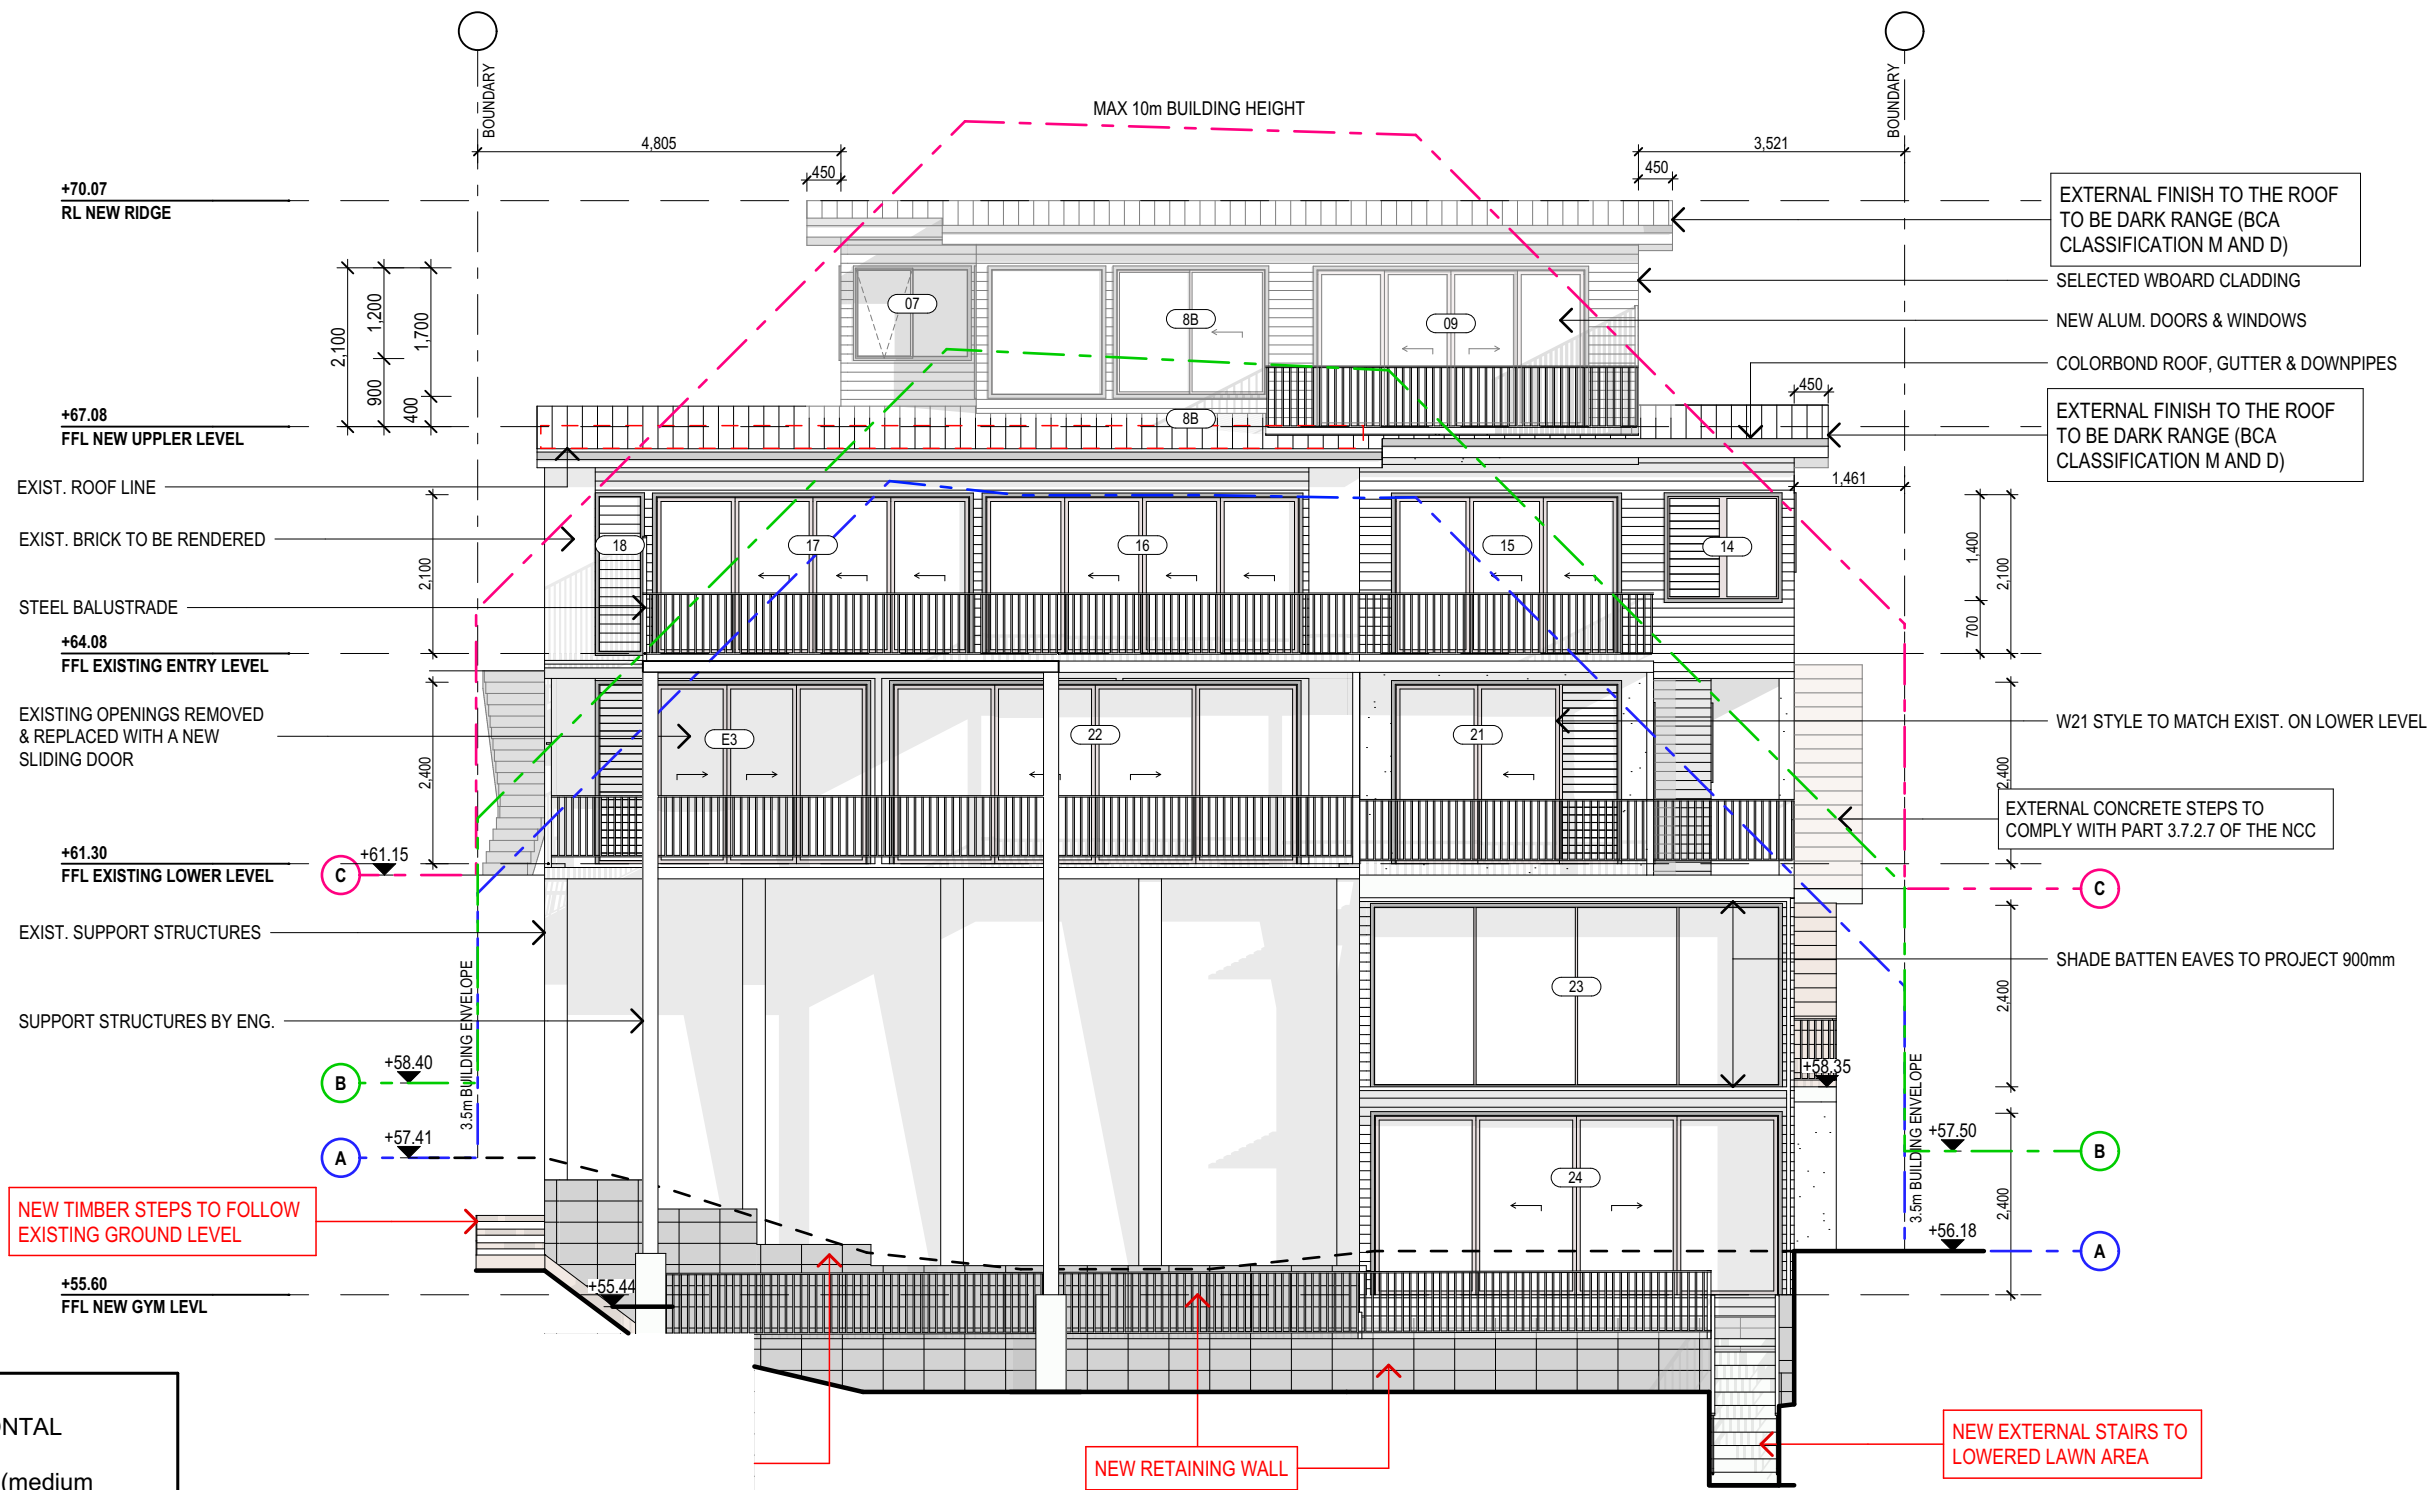 BOUNDARY
BOUNDARY
MAX 10m BUILDING HEIGHT
4,805
3,521
450
450
+70.07
RL NEW RIDGE
EXTERNAL FINISH TO THE ROOF
TO BE DARK RANGE (BCA
CLASSIFICATION M AND D)
SELECTED WBOARD CLADDING
NEW ALUM. DOORS & WINDOWS
COLORBOND ROOF, GUTTER & DOWNPIPES
2,100
1,200
900
1,700
400
07
8B
09
8B
450
+67.08
FFL NEW UPPLER LEVEL
EXTERNAL FINISH TO THE ROOF
TO BE DARK RANGE (BCA
CLASSIFICATION M AND D)
1,461
EXIST. ROOF LINE
EXIST. BRICK TO BE RENDERED
STEEL BALUSTRADE
2,100
18
17
16
15
14
1,400
700
2,100
+64.08
FFL EXISTING ENTRY LEVEL
EXISTING OPENINGS REMOVED
& REPLACED WITH A NEW
SLIDING DOOR
2,400
E3
22
21
W21 STYLE TO MATCH EXIST. ON LOWER LEVEL
2,400
EXTERNAL CONCRETE STEPS TO
COMPLY WITH PART 3.7.2.7 OF THE NCC
+61.30
FFL EXISTING LOWER LEVEL
C
+61.15
C
EXIST. SUPPORT STRUCTURES
SHADE BATTEN EAVES TO PROJECT 900mm
23
2,400
SUPPORT STRUCTURES BY ENG.
3.5m BUILDING ENVELOPE
B
+58.40
+58.35
3.5m BUILDING ENVELOPE
A
+57.41
+57.50
B
24
2,400
NEW TIMBER STEPS TO FOLLOW
EXISTING GROUND LEVEL
+56.18
A
+55.60
FFL NEW GYM LEVL
+55.44
NEW RETAINING WALL
NEW EXTERNAL STAIRS TO
LOWERED LAWN AREA
ONTAL
(medium